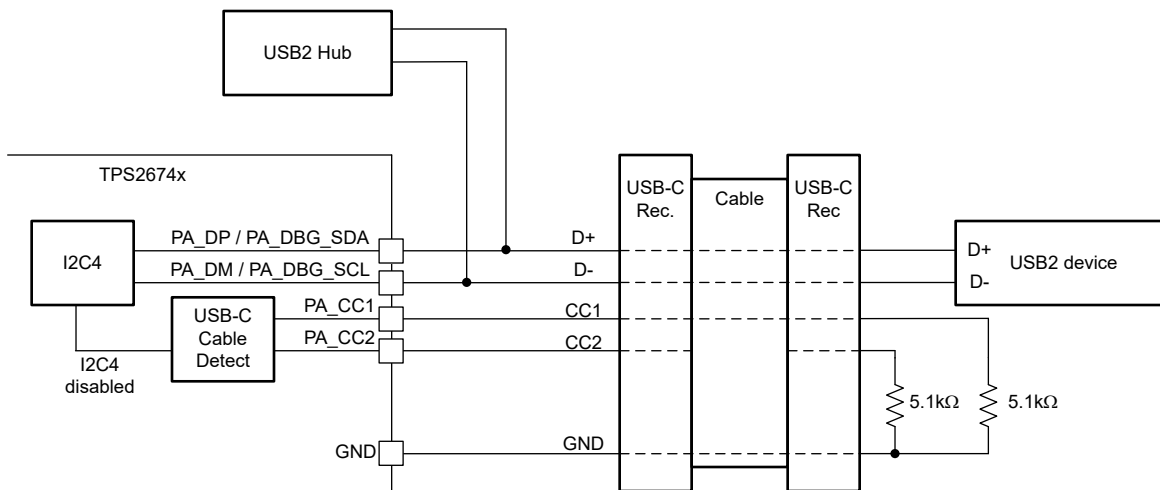 USB2 Hub
TPS2674x
USB-C
Rec.
Cable
USB-C
Rec
I2C4
PA_DP / PA_DBG_SDA
D+
D+
USB2 device
PA_DM / PA_DBG_SCL
D-
D-
USB-C
Cable
Detect
PA_CC1
CC1
PA_CC2
CC2
I2C4
disabled
5.1kΩ
5.1kΩ
GND
GND